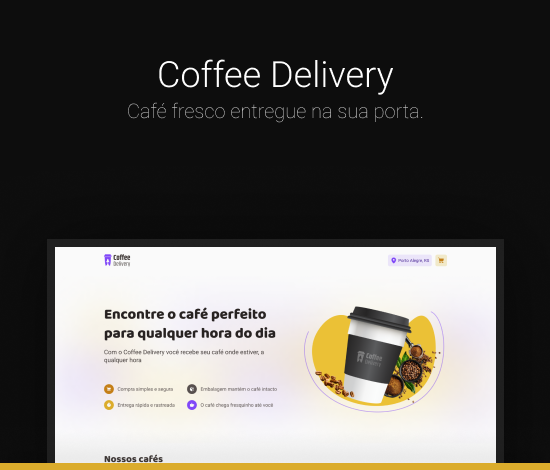 Coffee Delivery
Café fresco entregue na sua porta.
Coffee
Delivery
Porto Alegre, RS
Encontre o café perfeito
para qualquer hora do dia
Com o Coffee Delivery você recebe seu café onde estiver, a
qualquer hora
Compra simples e segura
Embalagem mantém o café intacto
Entrega rápida e rastreada
O café chega fresquinho até você
Coffee
Delivery
Nossos cafés